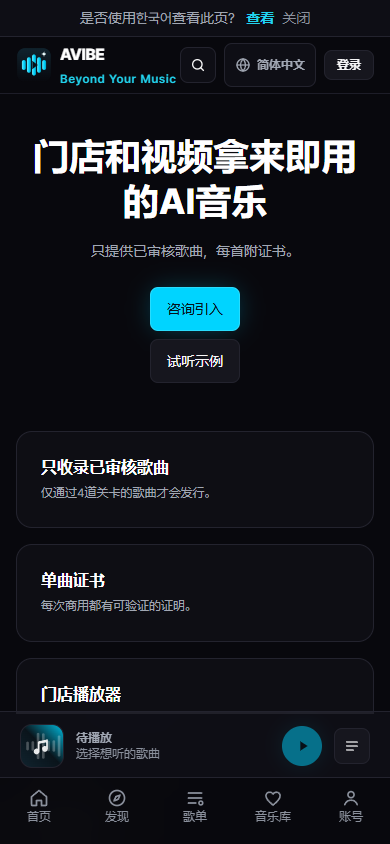 是否使用한국어查看此页? 查看 关闭
AVIBE
Beyond Your Music
简体中文
登录
门店和视频拿来即用
的AI音乐
只提供已审核歌曲，每首附证书。
咨询引入
试听示例
只收录已审核歌曲
仅通过4道关卡的歌曲才会发行。
单曲证书
每次商用都有可验证的证明。
门店播放器
待播放
选择想听的歌曲
首页 发现 歌单 音乐库 账号